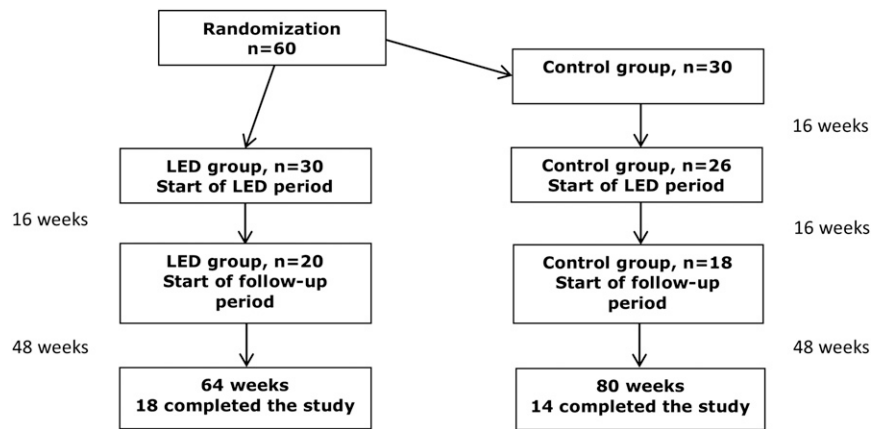 Randomization
n=60
Control group, n=30
16 weeks
LED group, n=30
Start of LED period
Control group, n=26
Start of LED period
16 weeks
16 weeks
LED group, n=20
Start of follow-up
period
Control group, n=18
Start of follow-up
period
48 weeks
48 weeks
64 weeks
18 completed the study
80 weeks
14 completed the study